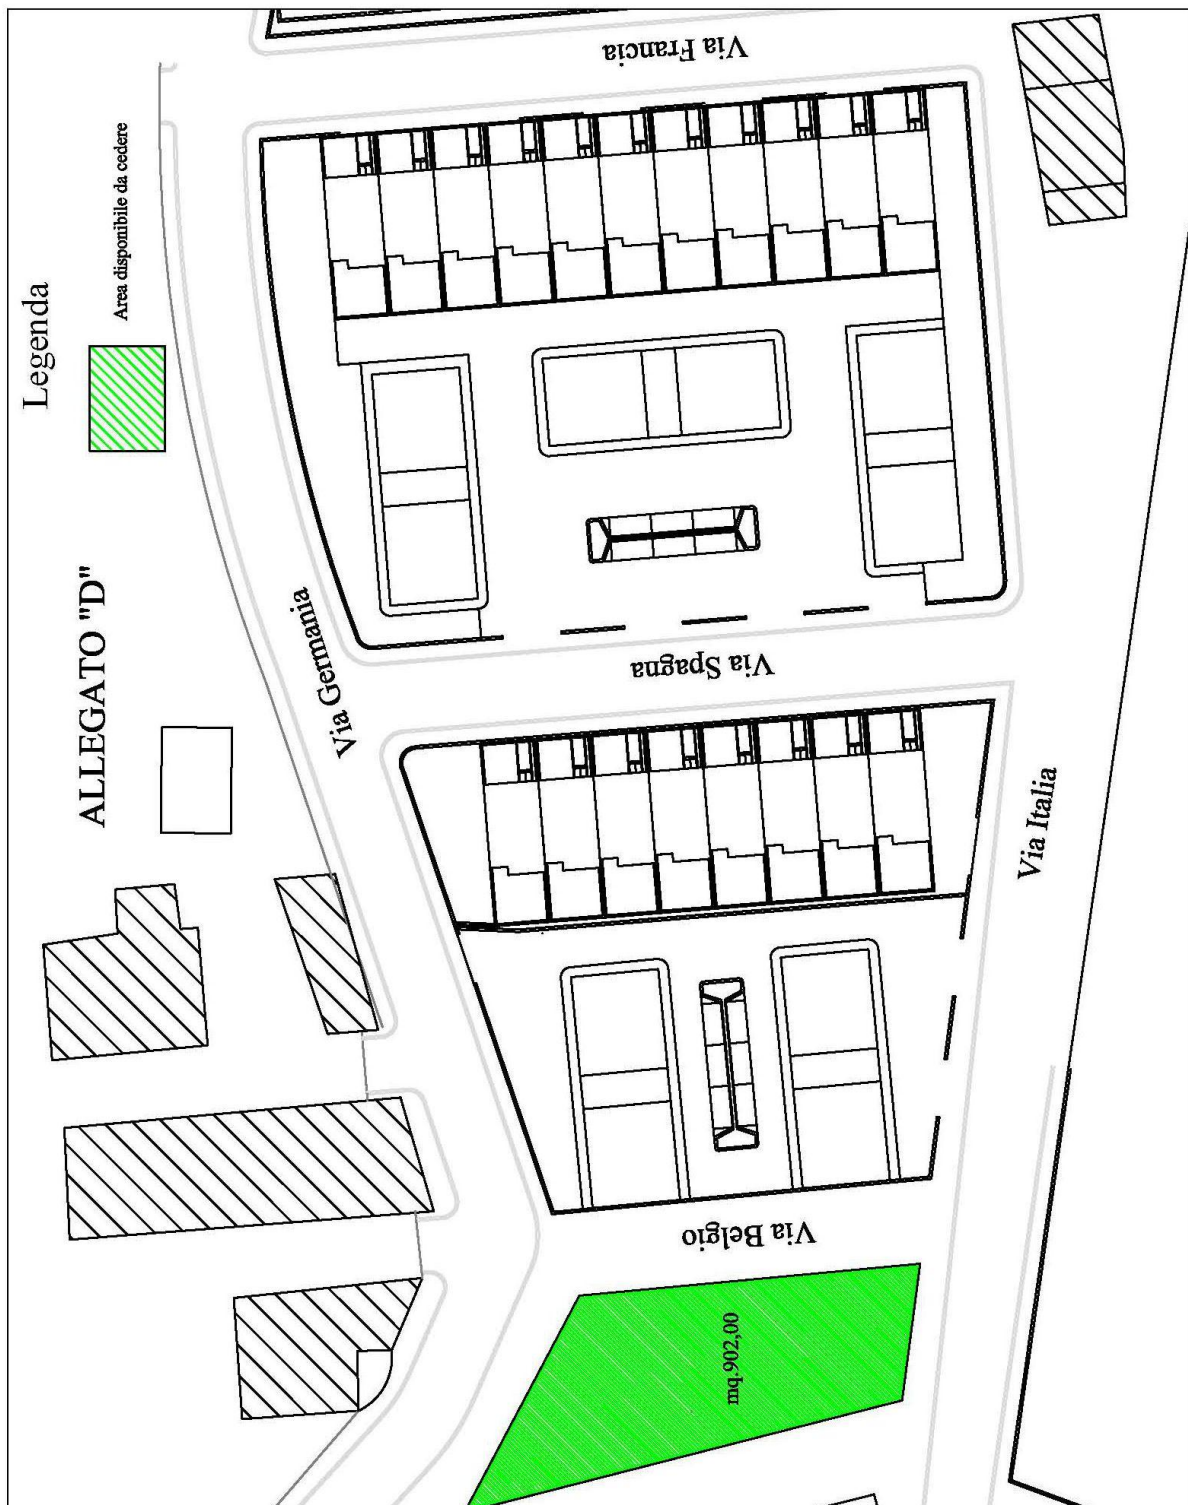 ALLEGATO "D"
Legenda
Area disponibile da cedere
Via Francia
Via Germania
Via Spagna
Via Italia
Via Belgio
mq.902,00